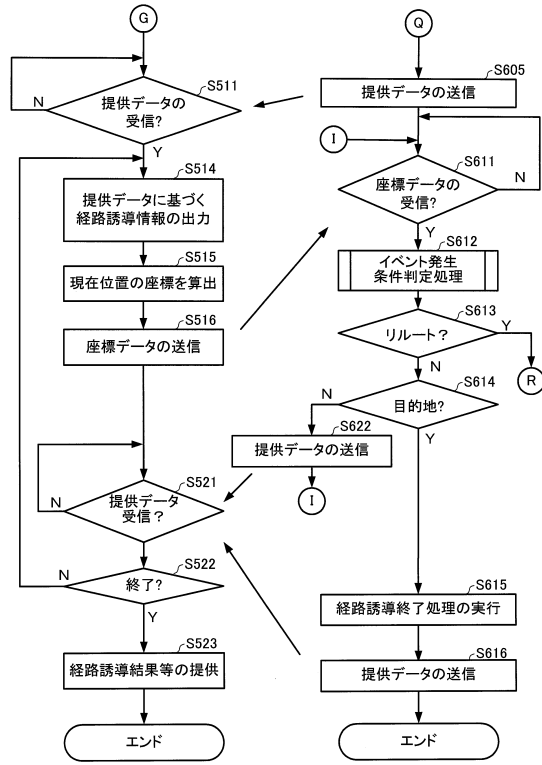 G
S511
提供データの
受信?
N
Y
S514
提供データに基づく
経路誘導情報の出力
S515
現在位置の座標を算出
S516
座標データの送信
S521
提供データ
受信?
N
S522
終了?
N
Y
S523
経路誘導結果等の提供
エンド
Q
S605
提供データの送信
I
S611
座標データの
受信?
N
Y
S612
イベント発生
条件判定処理
S613
リルート?
Y
R
N
S614
目的地?
N
Y
S622
提供データの送信
I
S615
経路誘導終了処理の実行
S616
提供データの送信
エンド